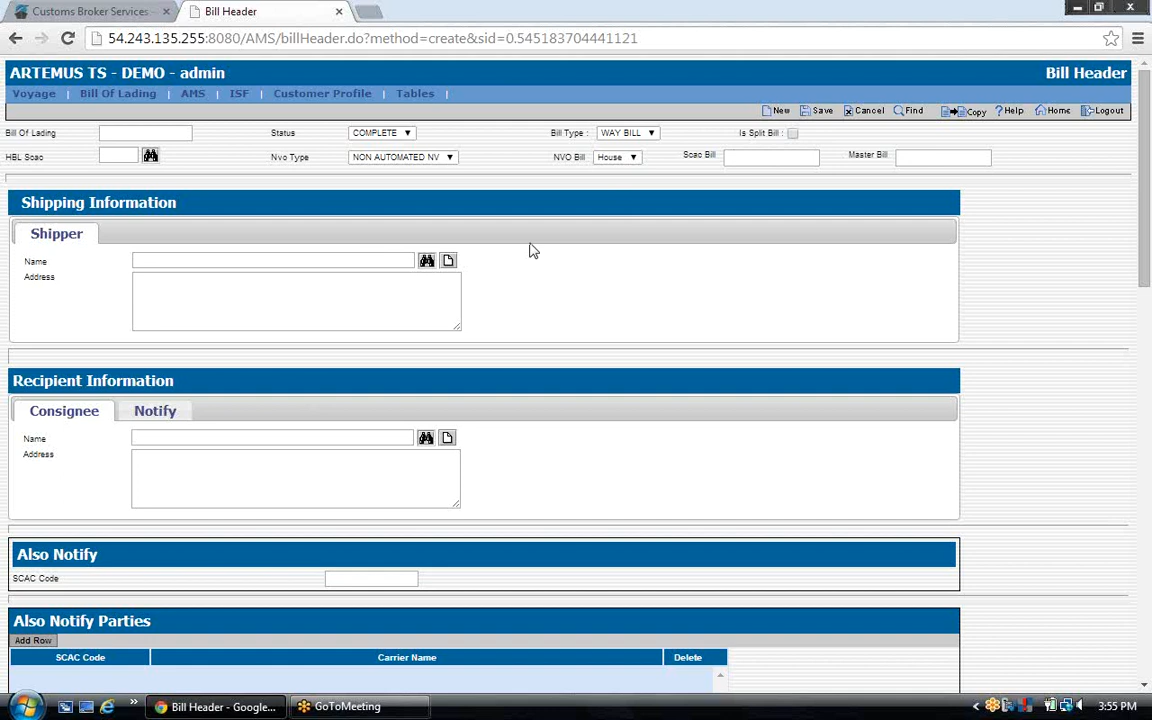 Customs Broker Services
Bill Header
54.243.135.255:8080/AMS/billHeader.do?method=create&sid=0.545183704441121
ARTEMUS TS - DEMO - admin Bill Header
Voyage | Bill Of Lading | AMS | ISF | Customer Profile | Tables |
New Save Cancel Find Copy Help Home Logout
Bill Of Lading Status COMPLETE Bill Type : WAY BILL Is Split Bill :
HBL Scac Nvo Type NON AUTOMATED NV NVO Bill House Scac Bill Master Bill
Shipping Information
Shipper
Name
Address
Recipient Information
Consignee Notify
Name
Address
Also Notify
SCAC Code
Also Notify Parties
Add Row
SCAC Code Carrier Name Delete
Bill Header - Google... GoToMeeting 3:55 PM